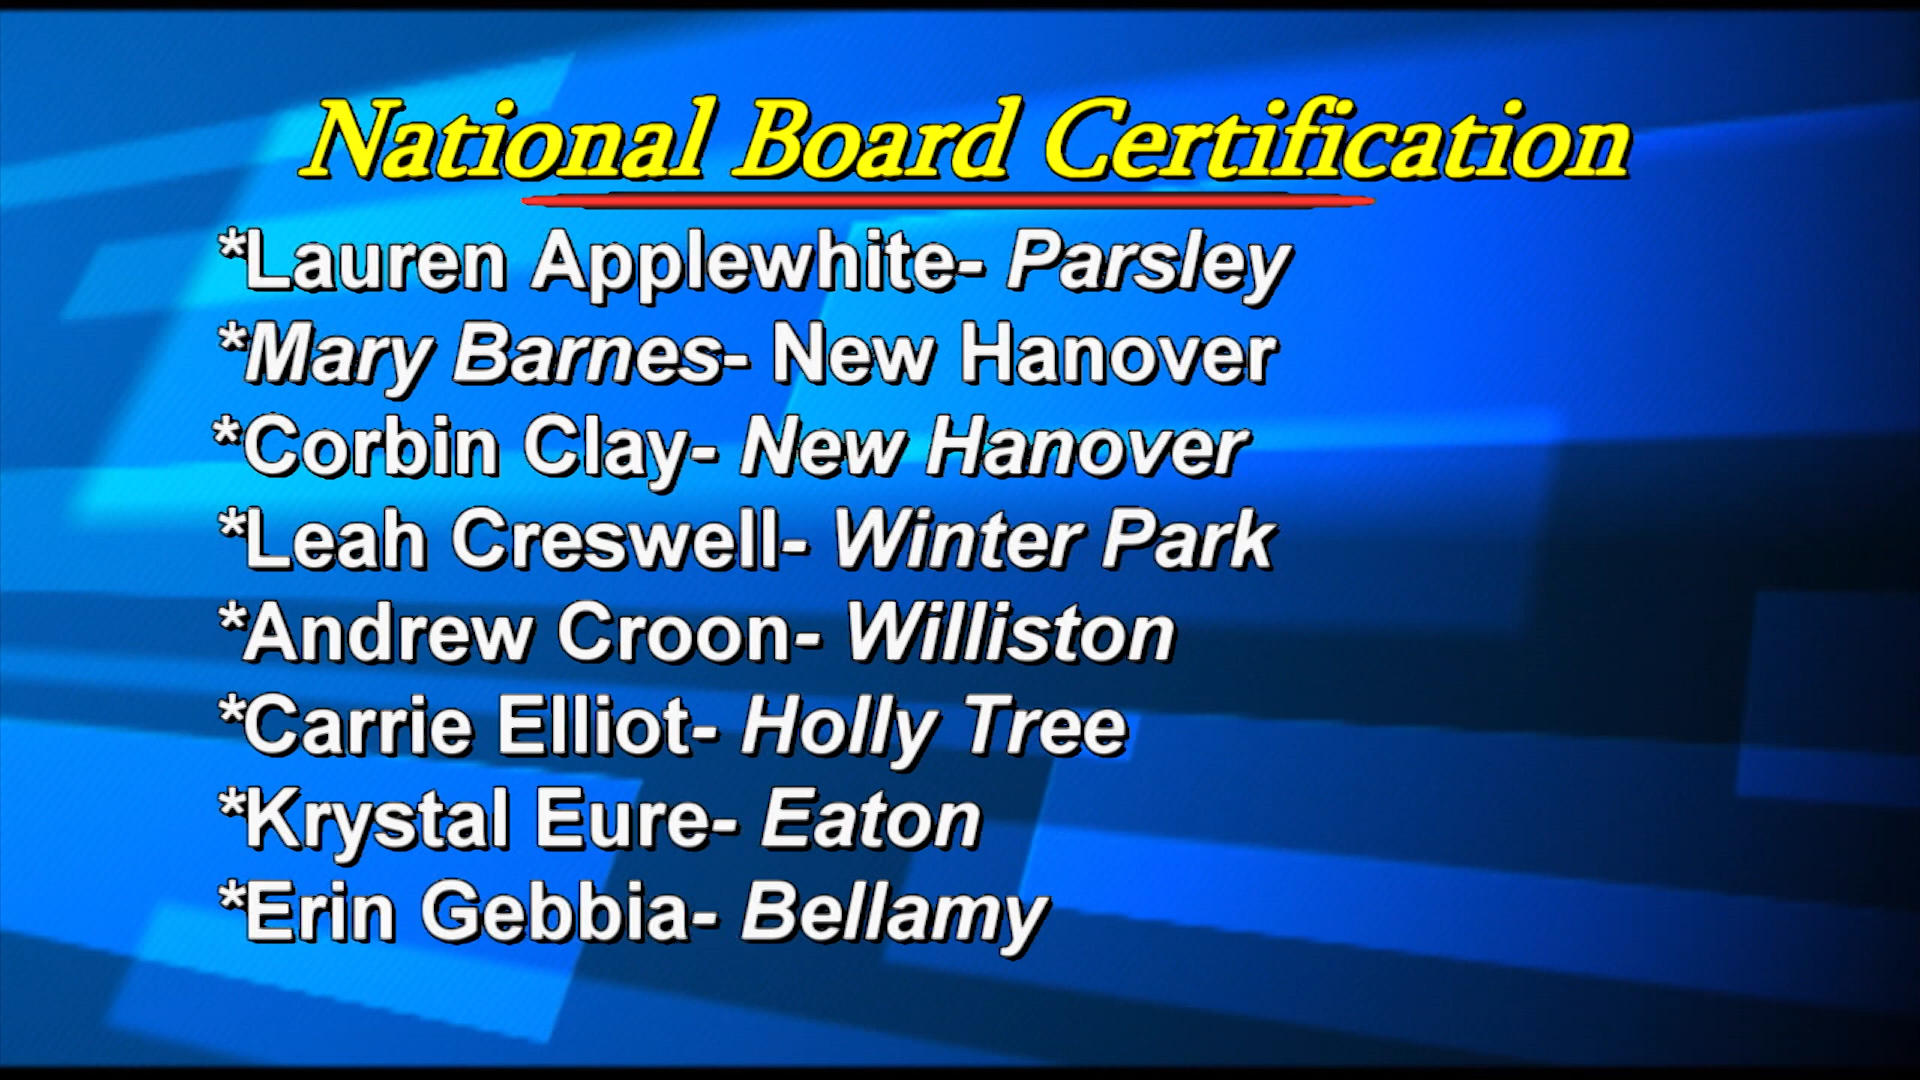 National Board Certification
*Lauren Applewhite- Parsley
*Mary Barnes- New Hanover
*Corbin Clay- New Hanover
*Leah Creswell- Winter Park
*Andrew Croon- Williston
*Carrie Elliot- Holly Tree
*Krystal Eure- Eaton
*Erin Gebbia- Bellamy